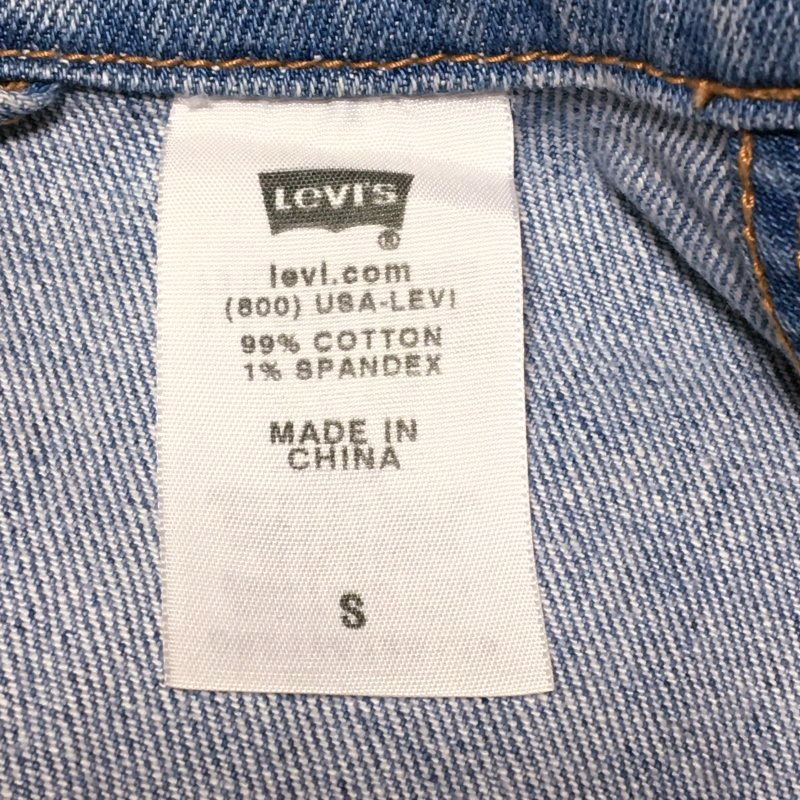 Levi's
®
levi.com
(800) USA-LEVI
99% COTTON
1% SPANDEX
MADE IN
CHINA
S